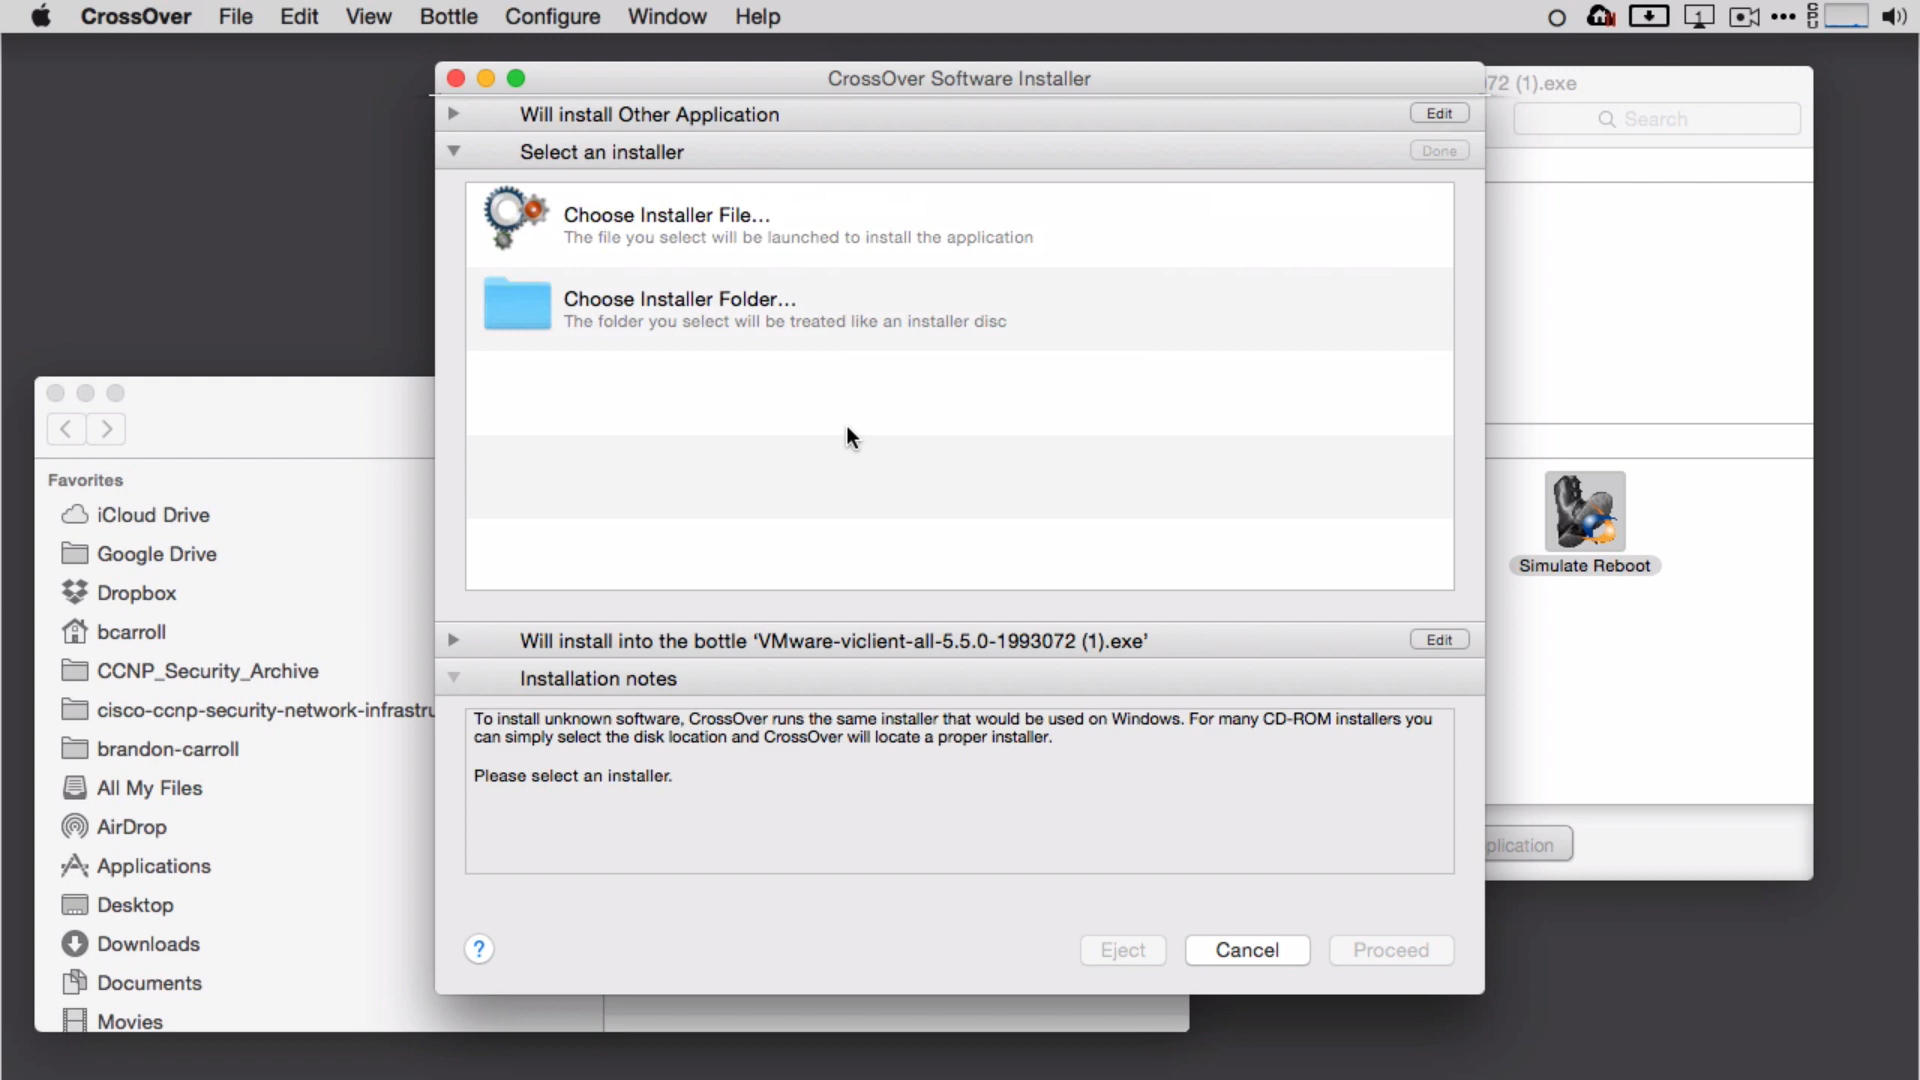 CrossOver File Edit View Bottle Configure Window Help
1
CPU
CrossOver Software Installer
72 (1).exe
Search
Will install Other Application
Edit
Select an installer
Done
Choose Installer File...
The file you select will be launched to install the application
Choose Installer Folder...
The folder you select will be treated like an installer disc
Favorites
iCloud Drive
Google Drive
Dropbox
bcarroll
CCNP_Security_Archive
cisco-ccnp-security-network-infrastru
brandon-carroll
All My Files
AirDrop
Applications
Desktop
Downloads
Documents
Movies
Simulate Reboot
Will install into the bottle ‘VMware-viclient-all-5.5.0-1993072 (1).exe’
Edit
Installation notes
To install unknown software, CrossOver runs the same installer that would be used on Windows. For many CD-ROM installers you
can simply select the disk location and CrossOver will locate a proper installer.
Please select an installer.
plication
?
Eject
Cancel
Proceed